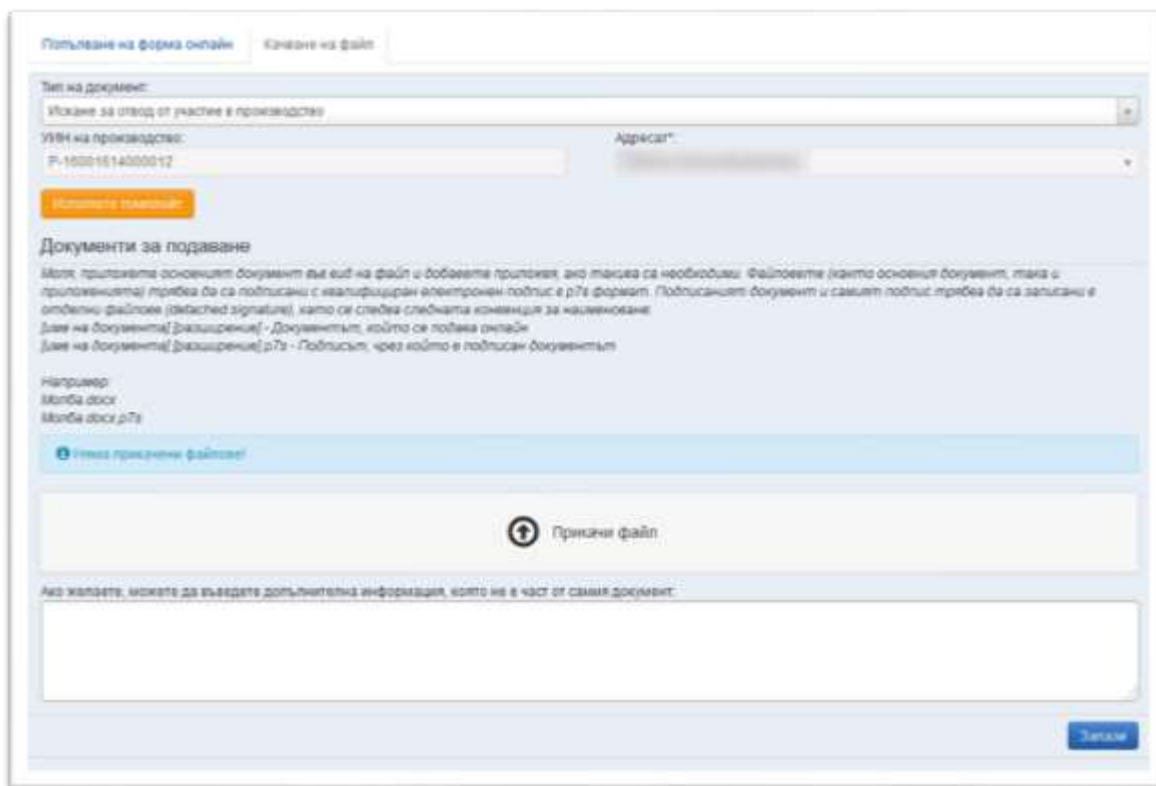 Попълване на форма онлайн Качване на файл
Тип на документ:
Искане за отвод от участие в производство
УИН на производство: Адресат*:
P-16001614000012
Документи за подаване
Моля, приложете основният документ във вид на файл и добавете приложения, ако такива са необходими. Файловете (както основния документ, така и
приложенията) трябва да са подписани с квалифициран електронен подпис в p7s формат. Подписаният документ и самият подпис трябва да са записани в
отделни файлове (detached signature), като се следва следната конвенция за наименоване:
[име на документа].[разширение] - Документът, който се подава онлайн
[име на документа].[разширение].p7s - Подписът, чрез който е подписан документът
Например:
Молба.docx
Молба.docx.p7s
Няма прикачени файлове!
Прикачи файл
Ако желаете, можете да въведете допълнителна информация, която не е част от самия документ:
Запази